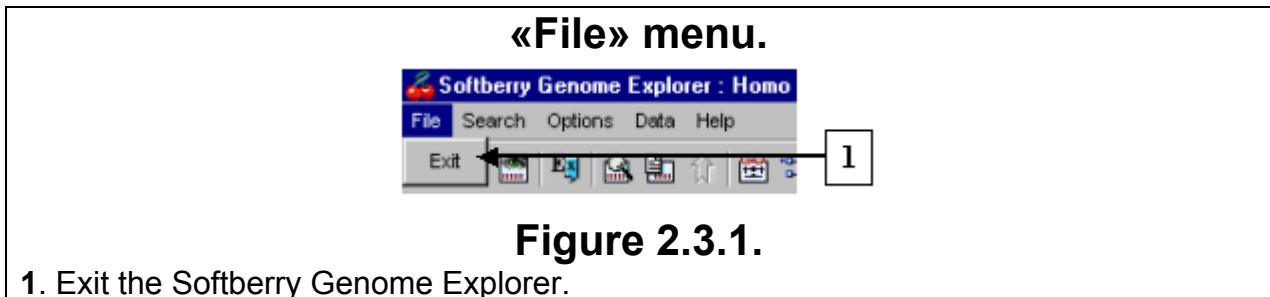 «File» menu.
Softberry Genome Explorer : Homo
File Search Options Data Help
Exit
1
Figure 2.3.1.
1. Exit the Softberry Genome Explorer.